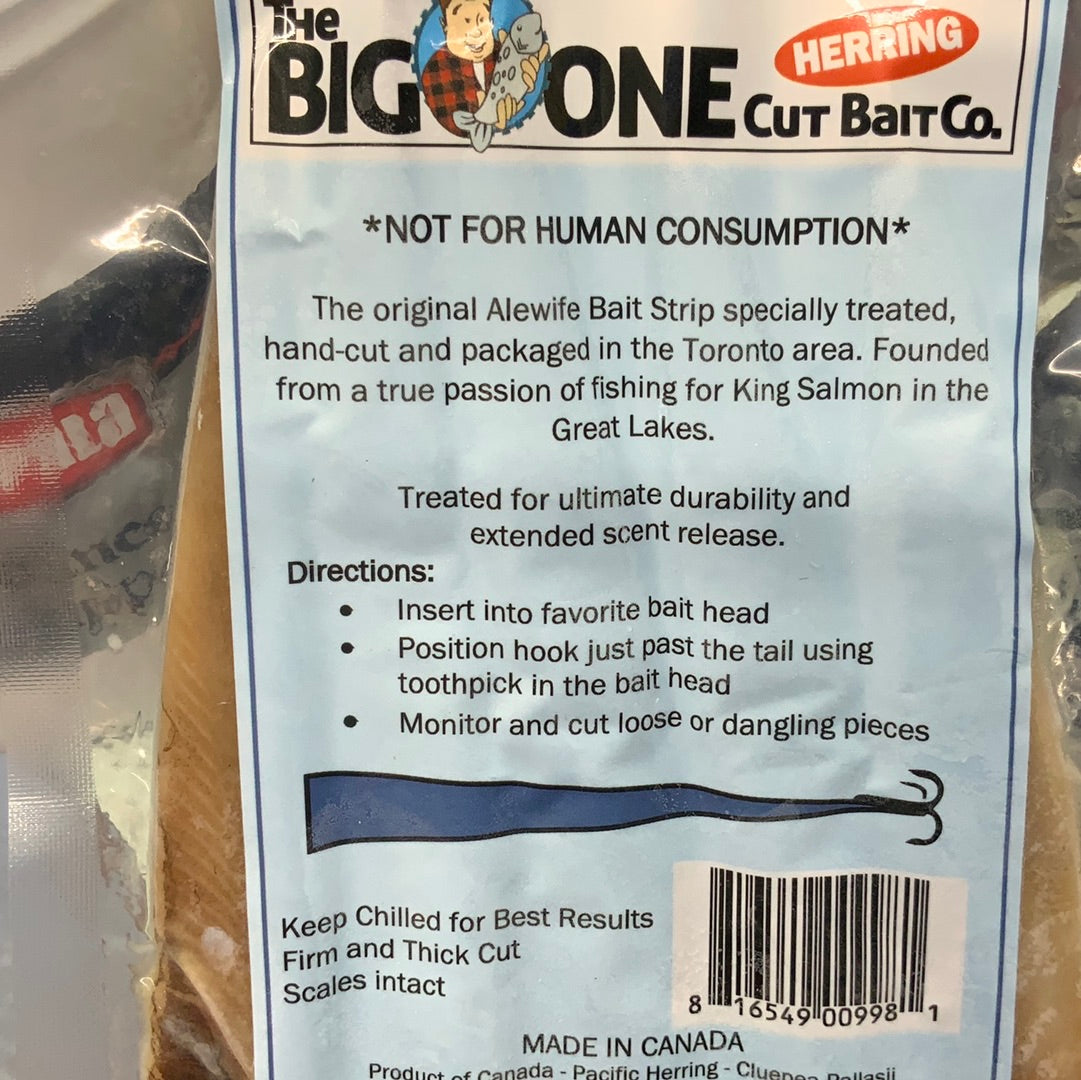 THe
BIG ONE CUT BaIT Co.
HERRING
*NOT FOR HUMAN CONSUMPTION*
The original Alewife Bait Strip specially treated,
hand-cut and packaged in the Toronto area. Founded
from a true passion of fishing for King Salmon in the
Great Lakes.
Treated for ultimate durability and
extended scent release.
Directions:
• Insert into favorite bait head
• Position hook just past the tail using
toothpick in the bait head
• Monitor and cut loose or dangling pieces
Keep Chilled for Best Results
Firm and Thick Cut
Scales intact
8 16549 00998 1
MADE IN CANADA
Product of Canada - Pacific Herring - Clupea Pallasii